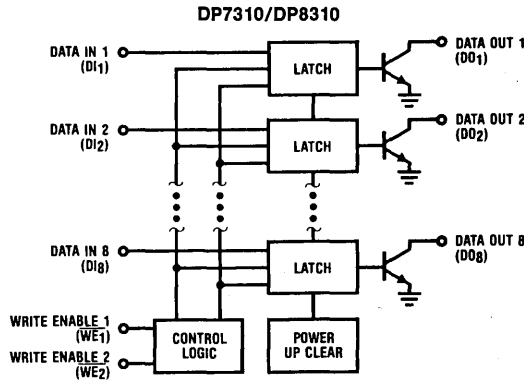 DP7310/DP8310
DATA IN 1
(DI1)
LATCH
DATA OUT 1
(DO1)
DATA IN 2
(DI2)
LATCH
DATA OUT 2
(DO2)
DATA IN 8
(DI8)
LATCH
DATA OUT 8
(DO8)
WRITE ENABLE 1
(W̅E̅1)
WRITE ENABLE 2
(W̅E̅2)
CONTROL
LOGIC
POWER
UP CLEAR